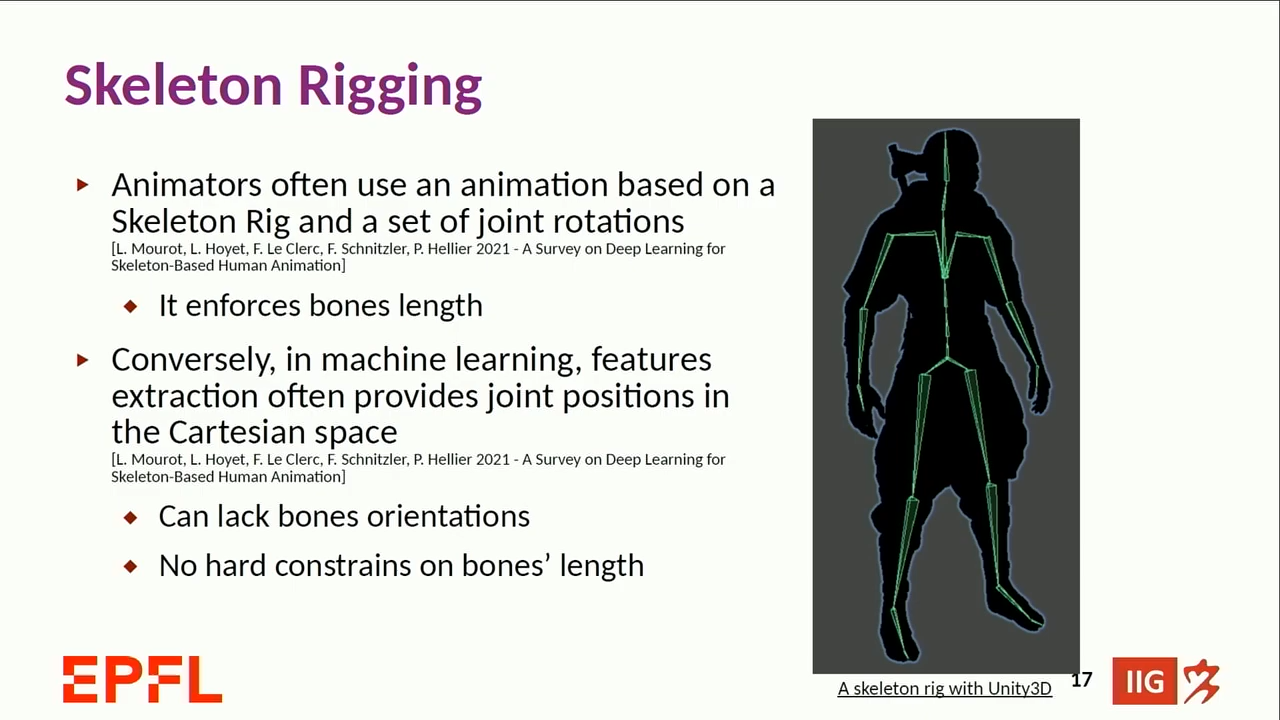 Skeleton Rigging
Animators often use an animation based on a
Skeleton Rig and a set of joint rotations
[L. Mourot, L. Hoyet, F. Le Clerc, F. Schnitzler, P. Hellier 2021 - A Survey on Deep Learning for
Skeleton-Based Human Animation]
It enforces bones length
Conversely, in machine learning, features
extraction often provides joint positions in
the Cartesian space
[L. Mourot, L. Hoyet, F. Le Clerc, F. Schnitzler, P. Hellier 2021 - A Survey on Deep Learning for
Skeleton-Based Human Animation]
Can lack bones orientations
No hard constrains on bones’ length
A skeleton rig with Unity3D
EPFL
17
IIG